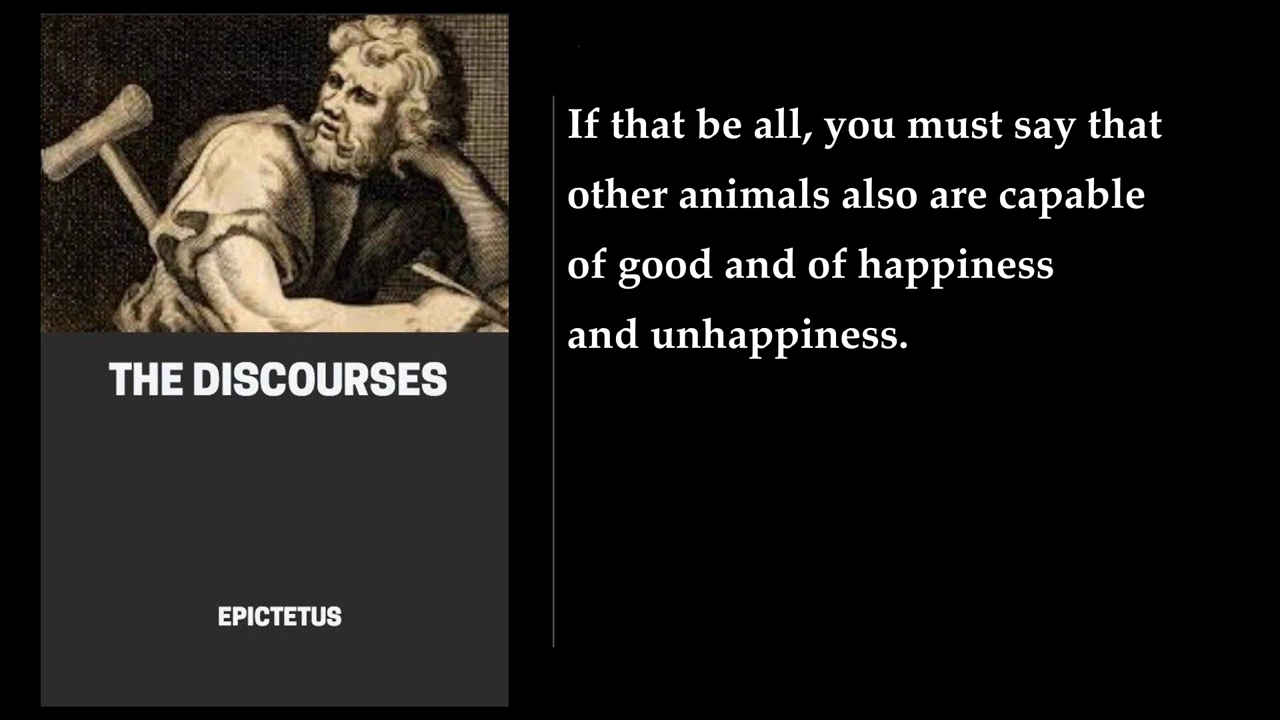 THE DISCOURSES
EPICTETUS
If that be all, you must say that
other animals also are capable
of good and of happiness
and unhappiness.